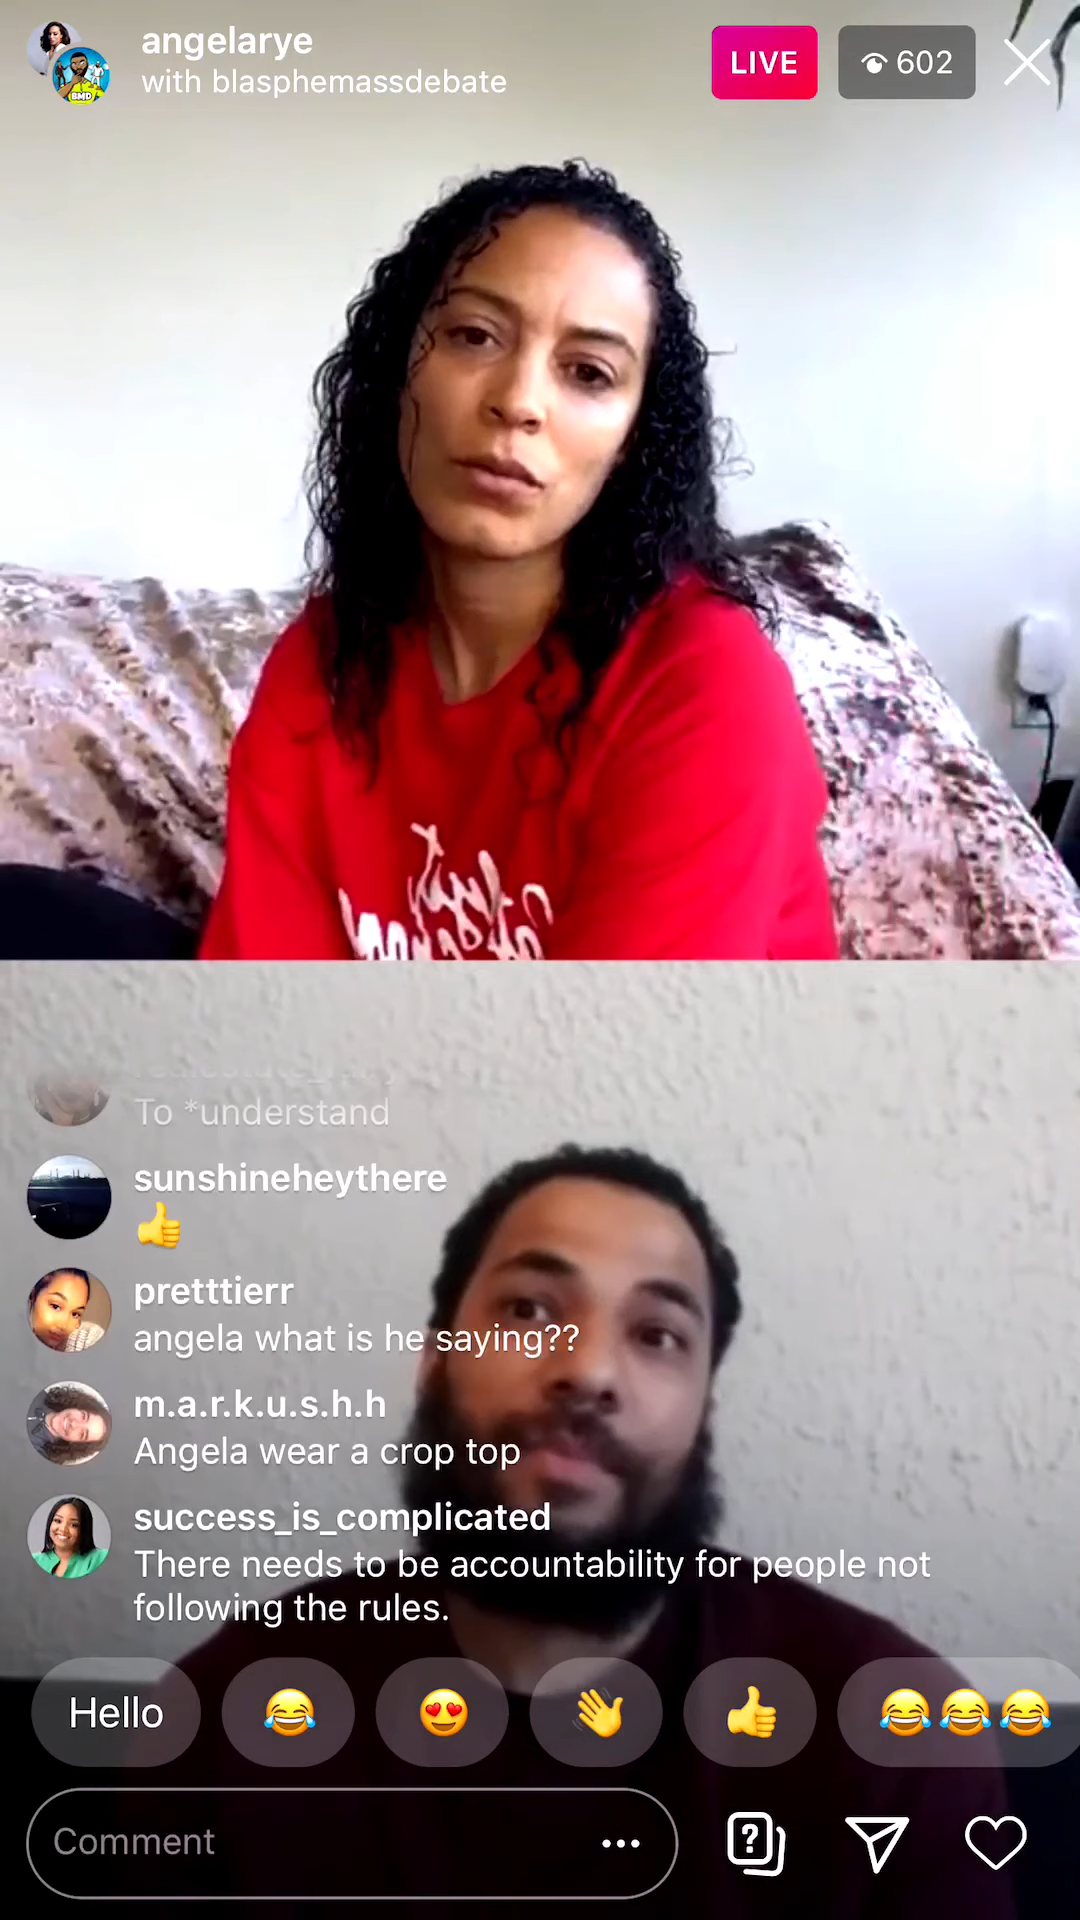 angelarye
with blasphemassdebate
LIVE
602
BMD
To *understand
sunshineheythere
👍
pretttierr
angela what is he saying??
m.a.r.k.u.s.h.h
Angela wear a crop top
success_is_complicated
There needs to be accountability for people not
following the rules.
Hello 😂 😍 👋 👍 😂😂😂
Comment